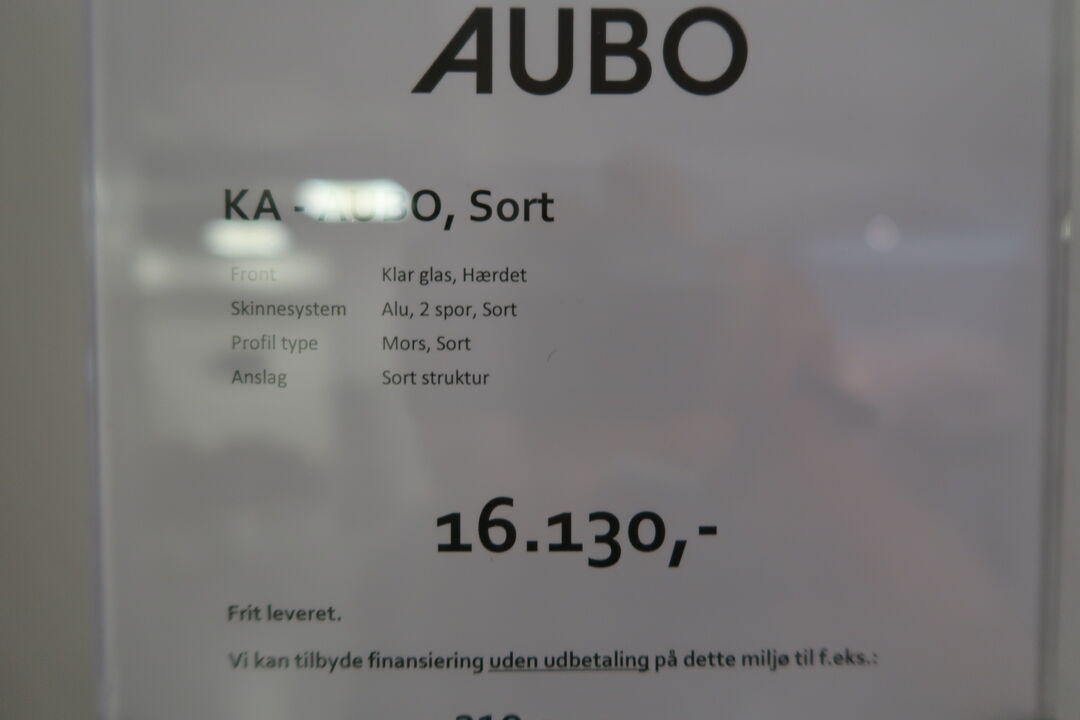 AUBO
KA - AUBO, Sort
Front Klar glas, Hærdet
Skinnesystem Alu, 2 spor, Sort
Profil type Mors, Sort
Anslag Sort struktur
16.130,-
Frit leveret.
Vi kan tilbyde finansiering uden udbetaling på dette miljø til f.eks.: